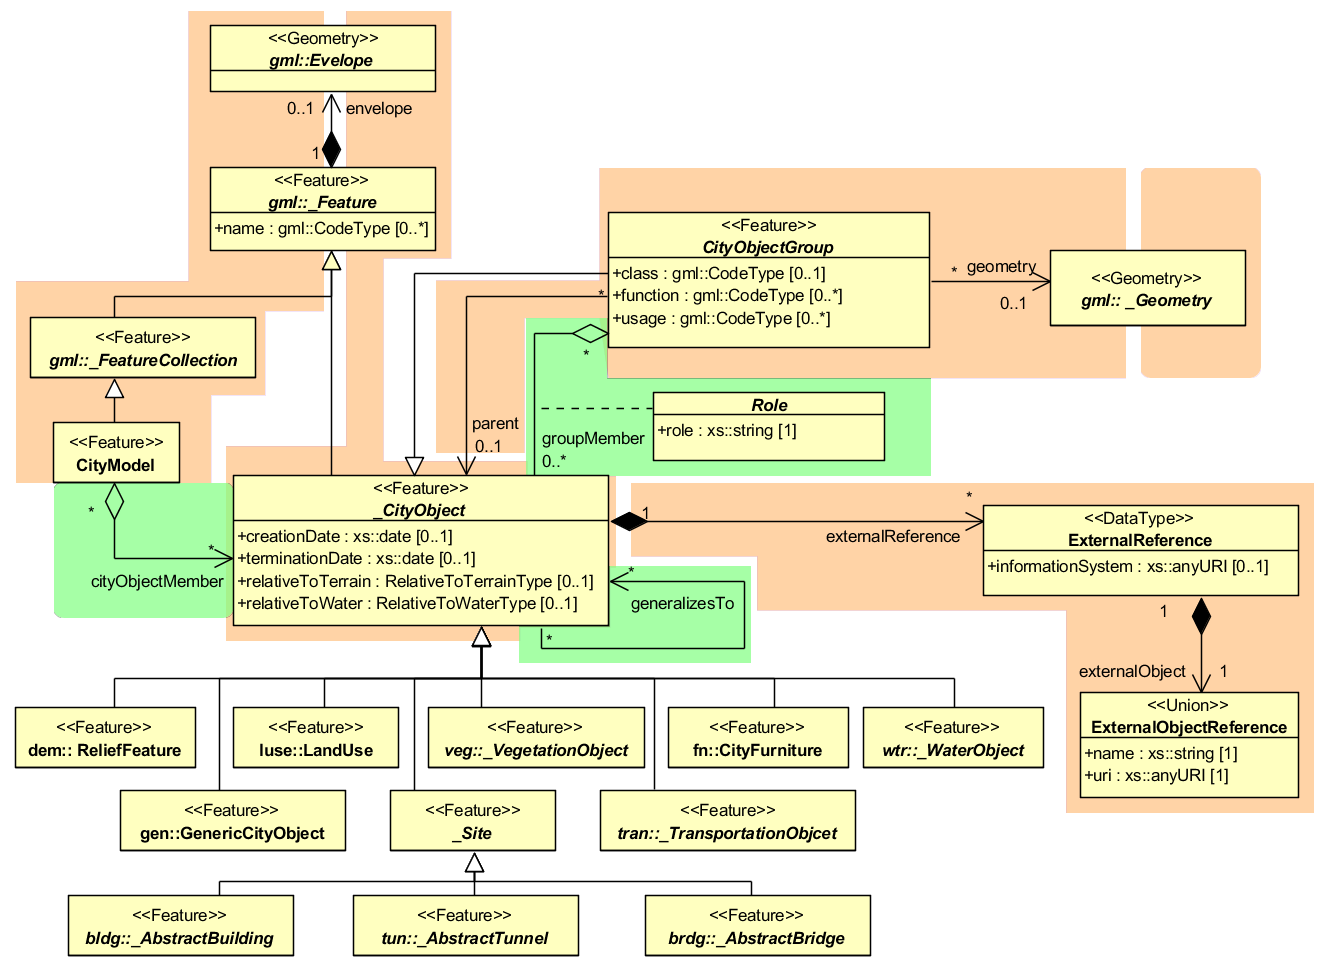 <<Geometry>>
gml::Evelope
0..1
envelope
1
<<Feature>>
gml::_Feature
+name : gml::CodeType [0..*]
<<Feature>>
CityObjectGroup
+class : gml::CodeType [0..1]
+function : gml::CodeType [0..*]
+usage : gml::CodeType [0..*]
* geometry
0..1
<<Geometry>>
gml:: _Geometry
*
*
<<Feature>>
gml::_FeatureCollection
Role
+role : xs::string [1]
parent
0..1
groupMember
0..*
<<Feature>>
CityModel
*
*
cityObjectMember
<<Feature>>
_CityObject
+creationDate : xs::date [0..1]
+terminationDate : xs::date [0..1]
+relativeToTerrain : RelativeToTerrainType [0..1]
+relativeToWater : RelativeToWaterType [0..1]
1
*
externalReference
<<DataType>>
ExternalReference
+informationSystem : xs::anyURI [0..1]
*
generalizesTo
*
1
externalObject
1
<<Union>>
ExternalObjectReference
+name : xs::string [1]
+uri : xs::anyURI [1]
<<Feature>>
dem:: ReliefFeature
<<Feature>>
luse::LandUse
<<Feature>>
veg::_VegetationObject
<<Feature>>
frn::CityFurniture
<<Feature>>
wtr::_WaterObject
<<Feature>>
gen::GenericCityObject
<<Feature>>
_Site
<<Feature>>
tran::_TransportationObjcet
<<Feature>>
bldg::_AbstractBuilding
<<Feature>>
tun::_AbstractTunnel
<<Feature>>
brdg::_AbstractBridge